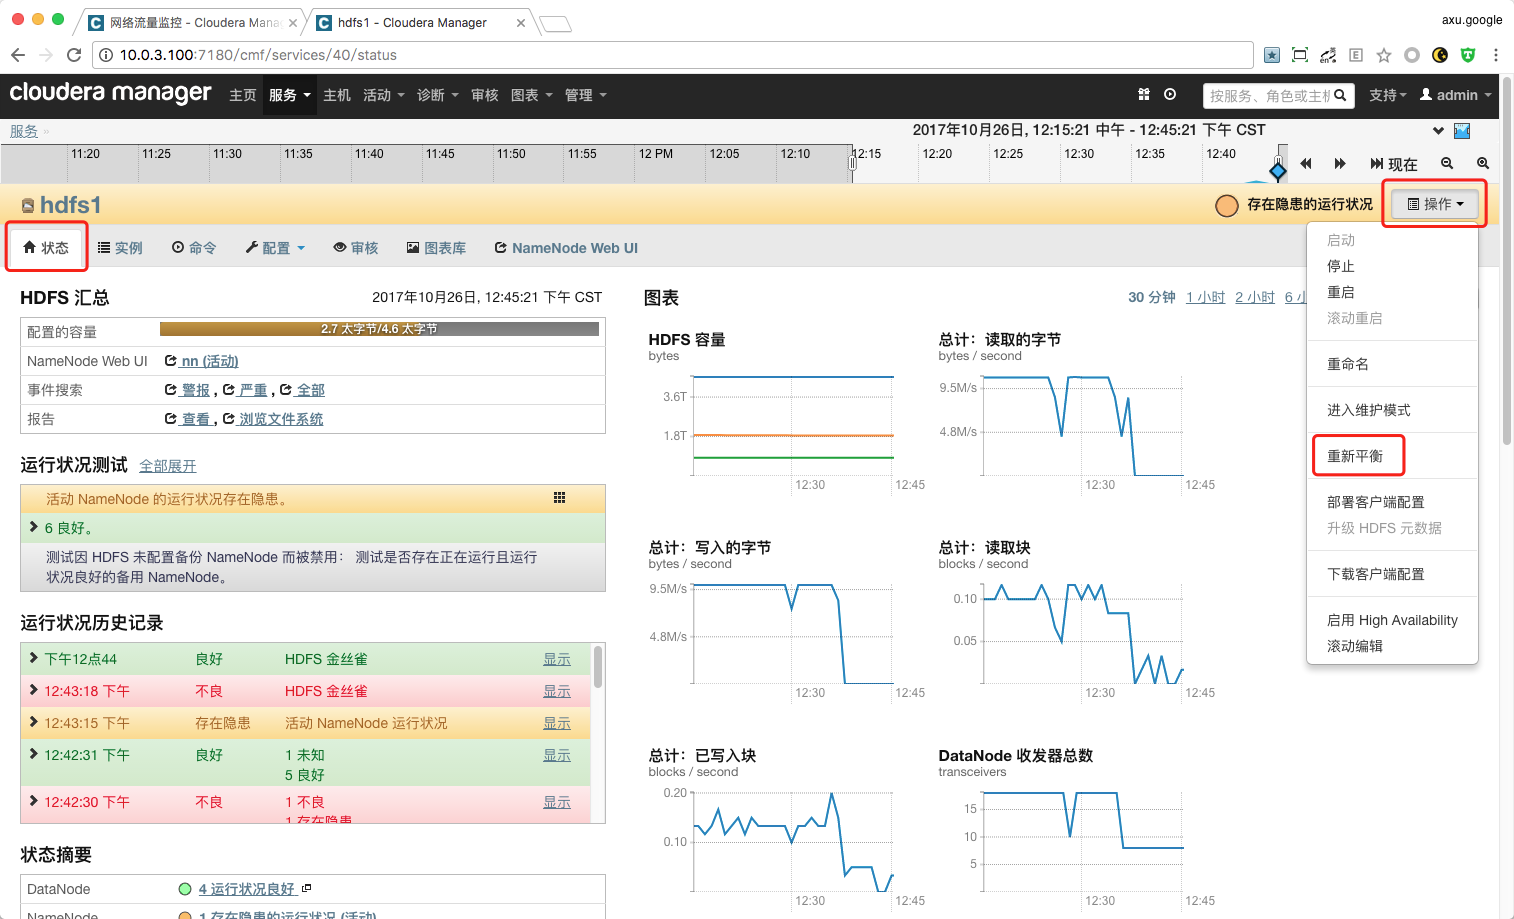 axu.google
网络流量监控 - Cloudera Mana
hdfs1 - Cloudera Manager
10.0.3.100:7180/cmf/services/40/status
cloudera manager
主页 服务 主机 活动 诊断 审核 图表 管理
按服务、角色或主机 支持 admin
服务 »
2017年10月26日, 12:15:21 中午 - 12:45:21 下午 CST
11:20 11:25 11:30 11:35 11:40 11:45 11:50 11:55 12 PM 12:05 12:10 12:15 12:20 12:25 12:30 12:35 12:40
现在
hdfs1
存在隐患的运行状况
操作
状态 实例 命令 配置 审核 图表库 NameNode Web UI
启动
停止
重启
滚动重启
重命名
进入维护模式
重新平衡
部署客户端配置
升级 HDFS 元数据
下载客户端配置
启用 High Availability
滚动编辑
HDFS 汇总
2017年10月26日, 12:45:21 下午 CST
配置的容量 2.7 太字节/4.6 太字节
NameNode Web UI nn (活动)
事件搜索 警报 , 严重 , 全部
报告 查看 , 浏览文件系统
运行状况测试 全部展开
活动 NameNode 的运行状况存在隐患。
6 良好。
测试因 HDFS 未配置备份 NameNode 而被禁用： 测试是否存在正在运行且运行
状况良好的备用 NameNode。
运行状况历史记录
下午12点44 良好 HDFS 金丝雀 显示
12:43:18 下午 不良 HDFS 金丝雀 显示
12:43:15 下午 存在隐患 活动 NameNode 运行状况 显示
12:42:31 下午 良好 1 未知 显示
5 良好
12:42:30 下午 不良 1 不良 显示
1 存在隐患
状态摘要
DataNode 4 运行状况良好
NameNode 1 存在隐患的运行状况 (活动)
图表
30 分钟 1 小时 2 小时 6 小
HDFS 容量
bytes
3.6T
1.8T
12:30 12:45
总计：读取的字节
bytes / second
9.5M/s
4.8M/s
12:30 12:45
总计：写入的字节
bytes / second
9.5M/s
4.8M/s
12:30 12:45
总计：读取块
blocks / second
0.10
0.05
12:30 12:45
总计：已写入块
blocks / second
0.20
0.10
12:30 12:45
DataNode 收发器总数
transceivers
15
10
5
12:30 12:45